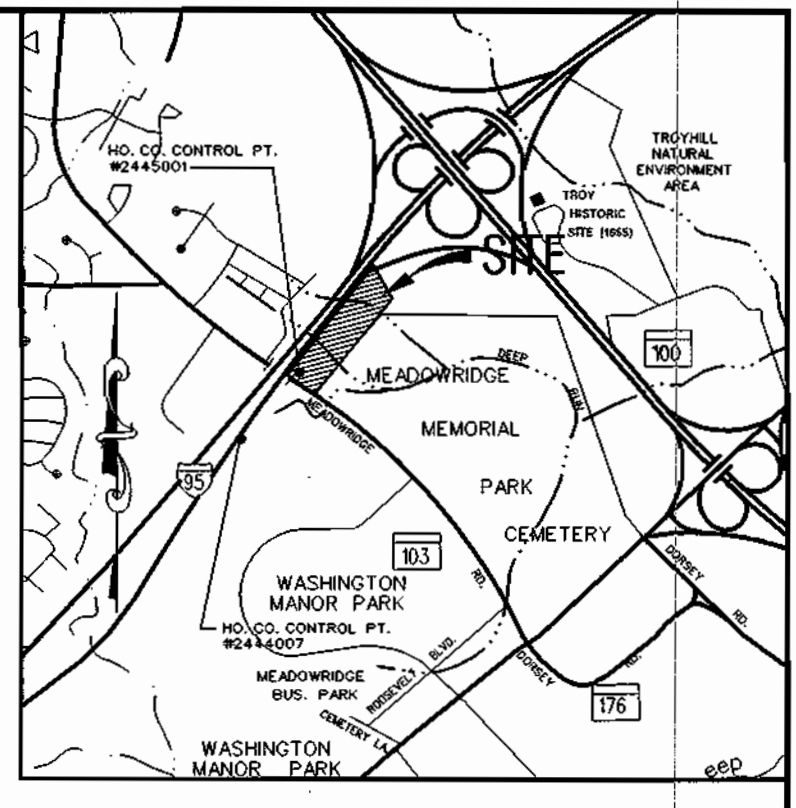 HO. CO. CONTROL PT.
#2445001
TROYHILL
NATURAL
ENVIRONMENT
AREA
TROY
HISTORIC
SITE (1655)
SITE
100
DEEP
RUN
MEADOWRIDGE
MEMORIAL
PARK
CEMETERY
MEADOWRIDGE
RD.
95
103
WASHINGTON
MANOR PARK
HO. CO. CONTROL PT.
#2444007
DORSEY
RD.
MEADOWRIDGE
BUS. PARK
ROOSEVELT BLVD.
CEMETERY LA.
DORSEY
RD.
176
WASHINGTON
MANOR PARK
eep